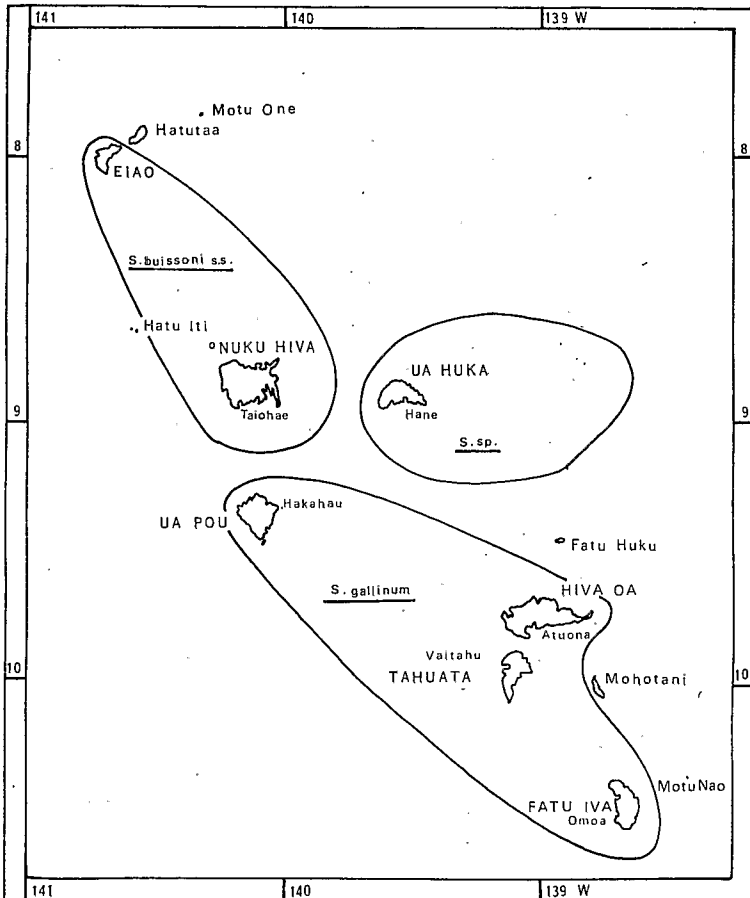 141
140
139 W
Motu One
Hatutaa
8
8
EIAO
S.buissoni s.s.
Hatu Iti
NUKU HIVA
UA HUKA
Taiohae
Hane
9
9
S.sp.
Hakahau
UA POU
Fatu Huku
S. gallinum
HIVA OA
Atuona
Vaitahu
TAHUATA
10
10
Mohotani
Motu Nao
FATU IVA
Omoa
141
140
139 W